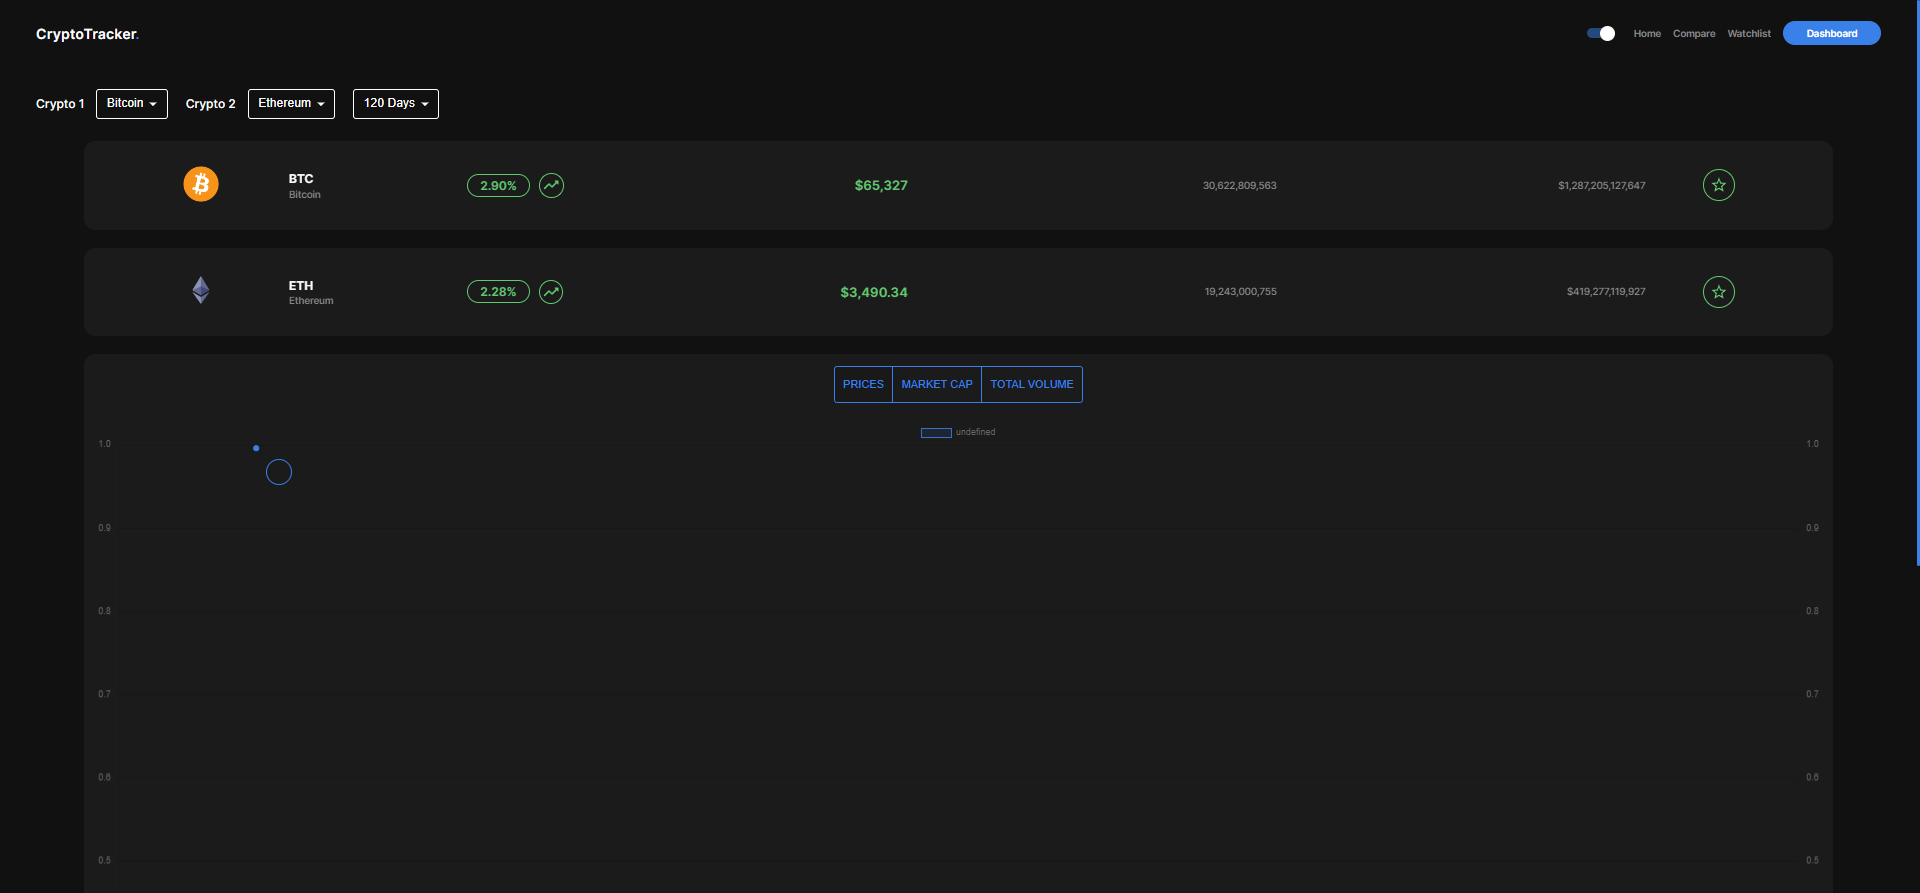 CryptoTracker.
Home Compare Watchlist Dashboard
Crypto 1 Bitcoin Crypto 2 Ethereum 120 Days
BTC
Bitcoin
2.90% $65,327 30,622,809,563 $1,287,205,127,647
ETH
Ethereum
2.28% $3,490.34 19,243,000,755 $419,277,119,927
PRICES MARKET CAP TOTAL VOLUME
undefined
1.0 1.0
0.9 0.9
0.8 0.8
0.7 0.7
0.6 0.6
0.5 0.5